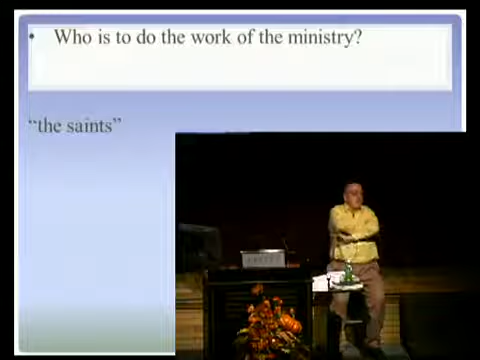 • Who is to do the work of the ministry?
“the saints”